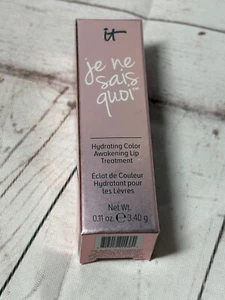 it
je ne
sais
quoi™
Hydrating Color
Awakening Lip
Treatment
Eclat de Couleur
Hydratant pour
les Lèvres
Net Wt.
0.11 oz. ℮ 3.40 g